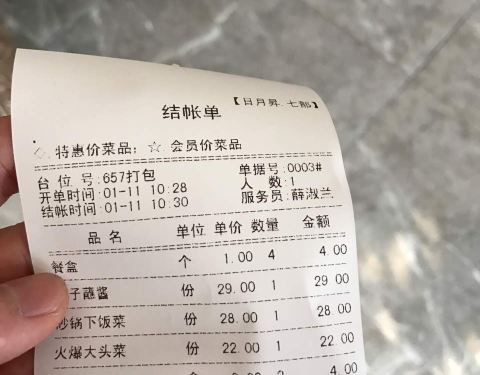 结帐单 【日月昇.七部】
◇ 特惠价菜品; ☆ 会员价菜品
台 位 号:657打包 单据号:0003#
开单时间:01-11 10:28 人 数:1
结帐时间:01-11 10:30 服务员:薛淑兰
品 名 单位 单价 数量 金额
餐盒 个 1.00 4 4.00
子蘸酱 份 29.00 1 29.00
炒锅下饭菜 份 28.00 1 28.00
火爆大头菜 份 22.00 1 22.00
4.00